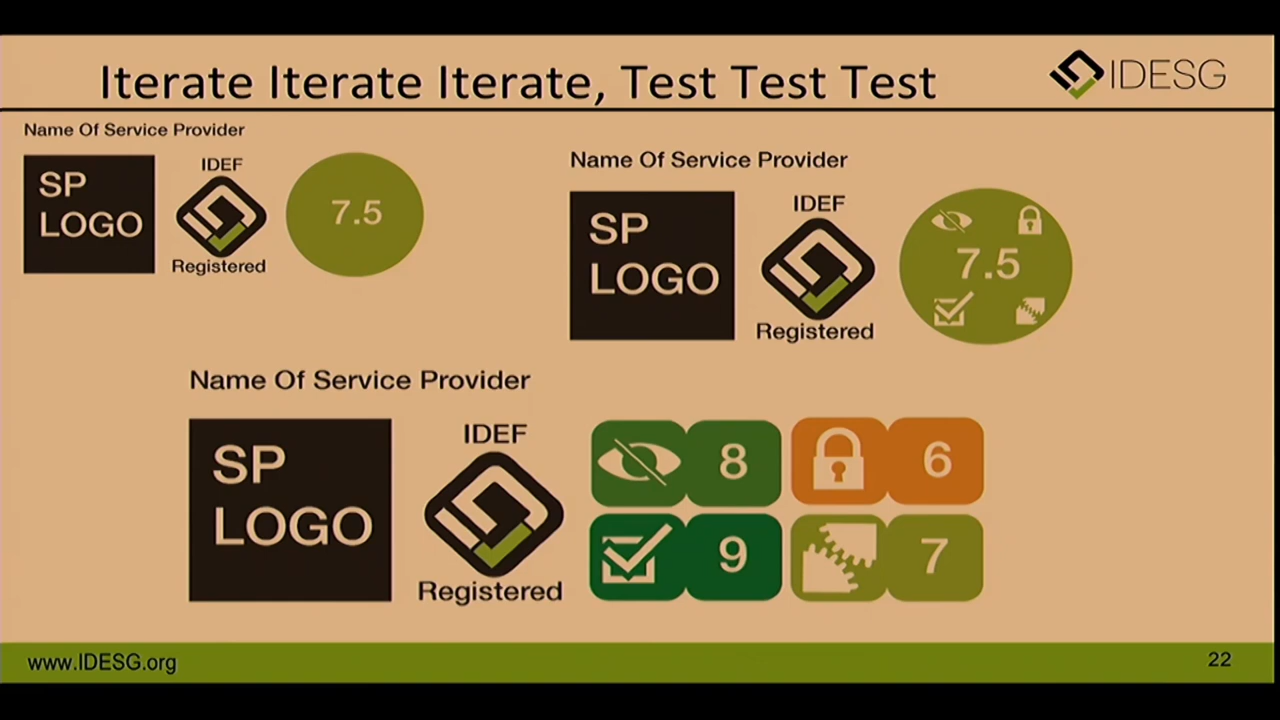 Iterate Iterate Iterate, Test Test Test
IDESG
Name Of Service Provider
SP
LOGO
IDEF
Registered
7.5
Name Of Service Provider
SP
LOGO
IDEF
Registered
7.5
Name Of Service Provider
SP
LOGO
IDEF
Registered
8
6
9
7
www.IDESG.org
22